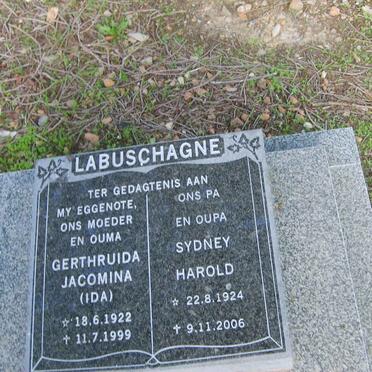 LABUSCHAGNE
TER GEDAGTENIS AAN
MY EGGENOTE,
ONS MOEDER
EN OUMA
GERTHRUIDA
JACOMINA
(IDA)
☆ 18.6.1922
✝ 11.7.1999
ONS PA
EN OUPA
SYDNEY
HAROLD
☆ 22.8.1924
✝ 9.11.2006